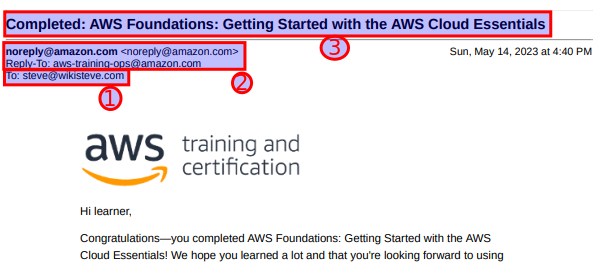 Completed: AWS Foundations: Getting Started with the AWS Cloud Essentials
noreply@amazon.com <noreply@amazon.com> Sun, May 14, 2023 at 4:40 PM
3
Reply-To: aws-training-ops@amazon.com
To: steve@wikisteve.com
2
1
aws training and
certification
Hi learner,
Congratulations—you completed AWS Foundations: Getting Started with the AWS
Cloud Essentials! We hope you learned a lot and that you're looking forward to using